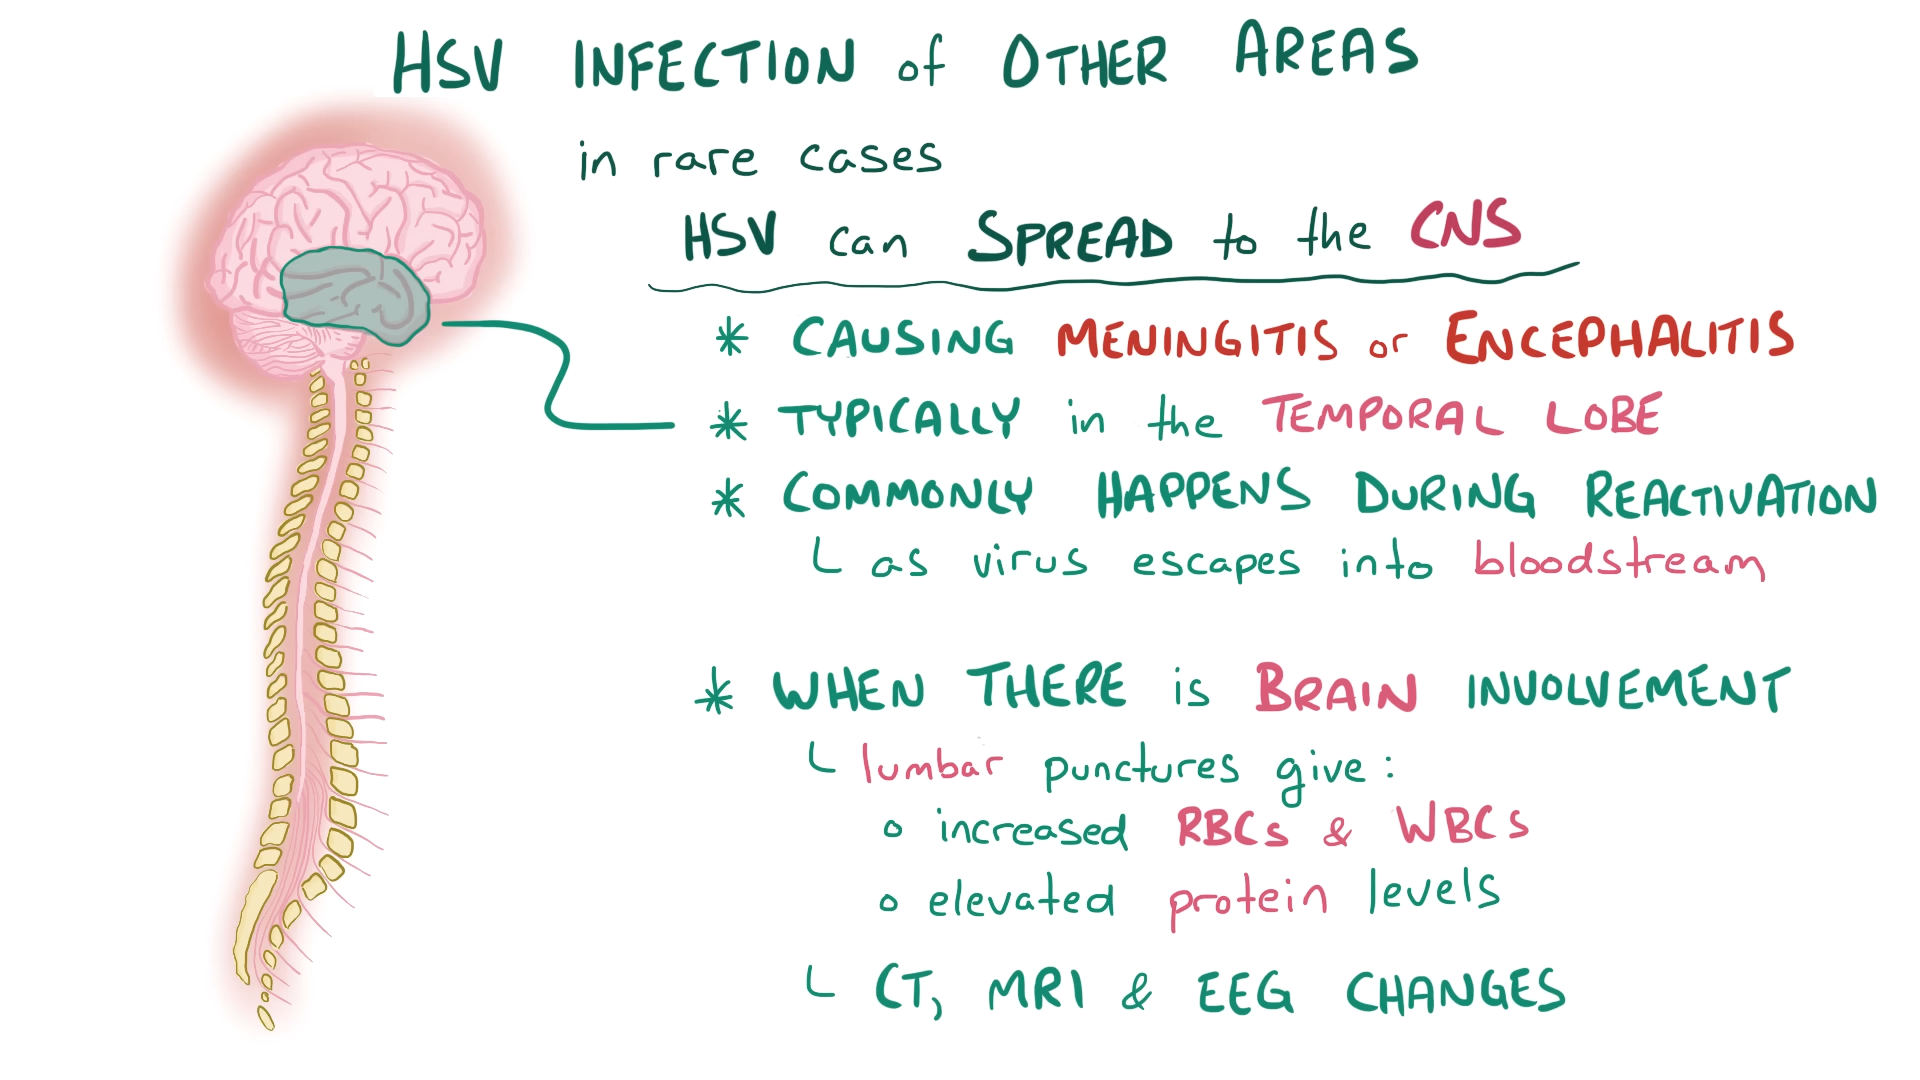 HSV INFECTION of OTHER AREAS
in rare cases
HSV can SPREAD to the CNS
* CAUSING MENINGITIS or ENCEPHALITIS
* TYPICALLY in the TEMPORAL LOBE
* COMMONLY HAPPENS DURING REACTIVATION
└ as virus escapes into bloodstream
* WHEN THERE is BRAIN INVOLVEMENT
└ lumbar punctures give:
o increased RBCs & WBCs
o elevated protein levels
└ CT, MRI & EEG CHANGES